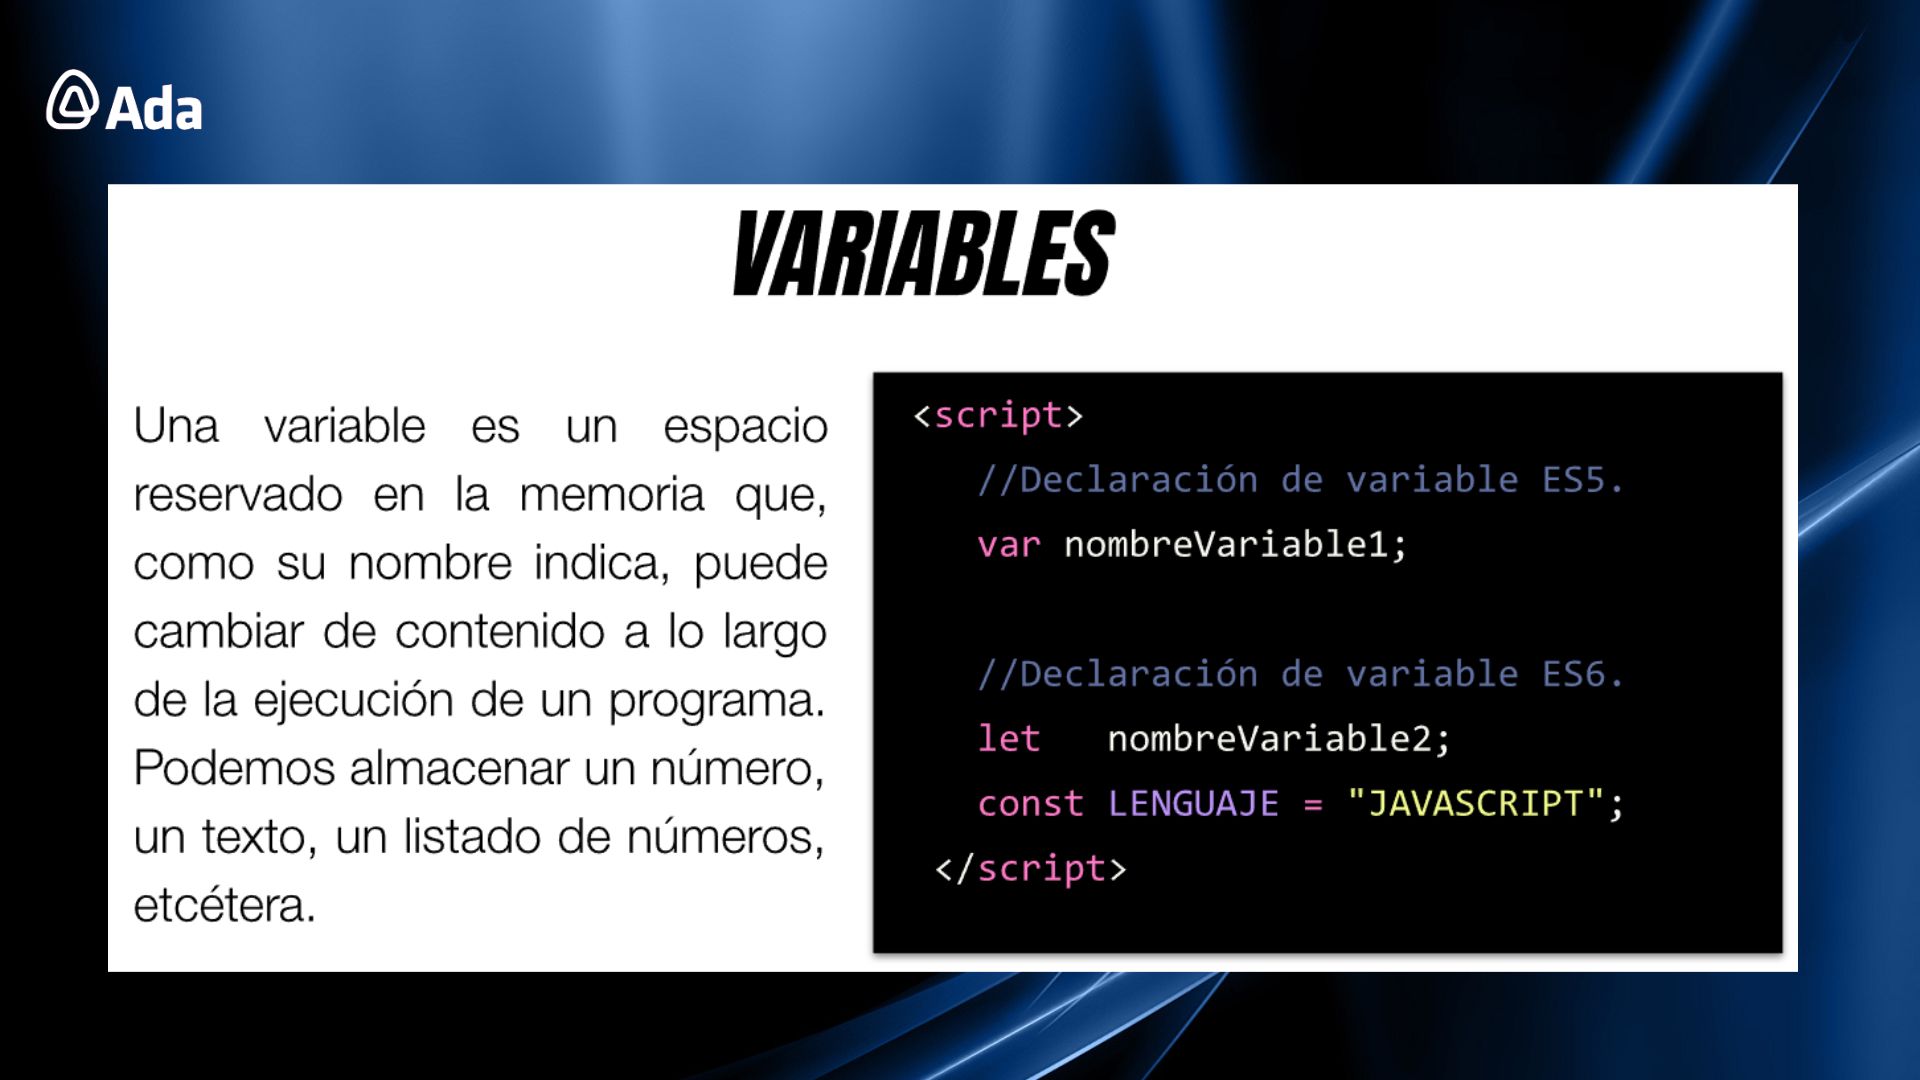 Ada
VARIABLES
Una variable es un espacio
reservado en la memoria que,
como su nombre indica, puede
cambiar de contenido a lo largo
de la ejecución de un programa.
Podemos almacenar un número,
un texto, un listado de números,
etcétera.
<script>
//Declaración de variable ES5.
var nombreVariable1;
//Declaración de variable ES6.
let   nombreVariable2;
const LENGUAJE = "JAVASCRIPT";
</script>